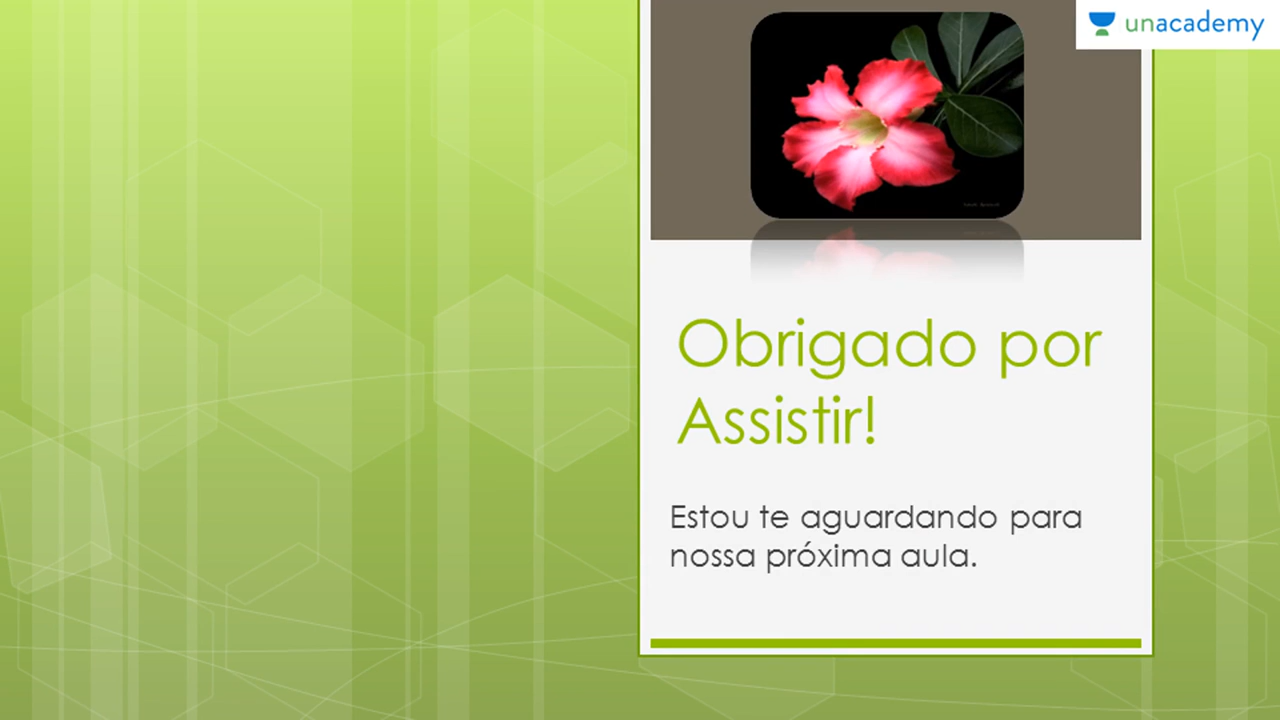 unacademy
Obrigado por
Assistir!
Estou te aguardando para
nossa próxima aula.